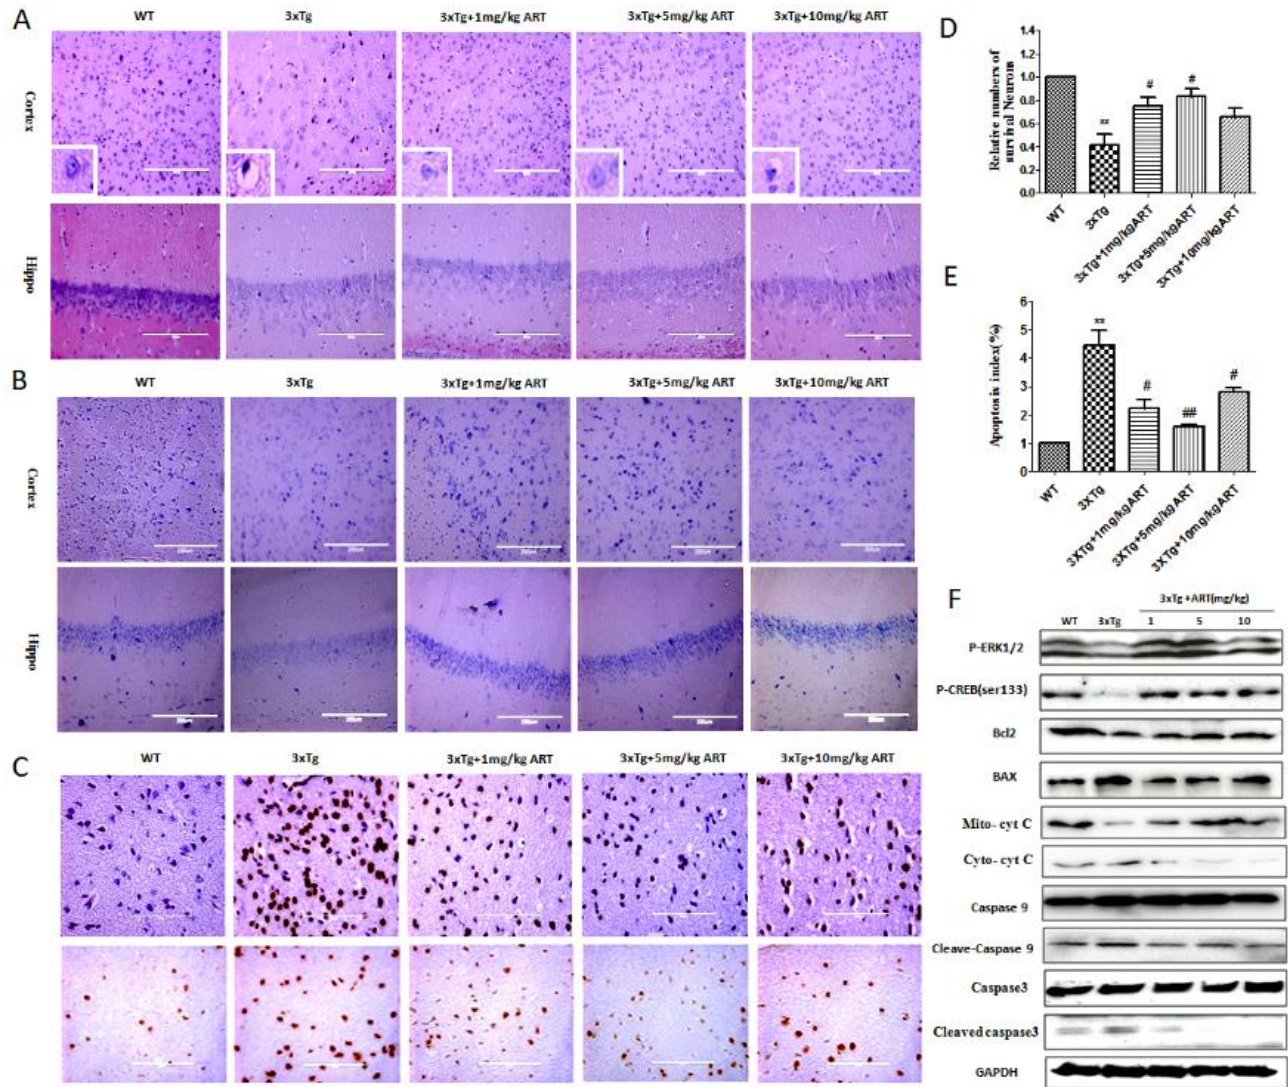 A
WT
3xTg
3xTg+1mg/kg ART
3xTg+5mg/kg ART
3xTg+10mg/kg ART
Cortex
Hippo
B
WT
3xTg
3xTg+1mg/kg ART
3xTg+5mg/kg ART
3xTg+10mg/kg ART
Cortex
Hippo
C
WT
3xTg
3xTg+1mg/kg ART
3xTg+5mg/kg ART
3xTg+10mg/kg ART
D
Relative numbers of
survival Neurons
1.4
1.2
1.0
0.8
0.6
0.4
0.2
0.0
**
#
#
WT
3xTg
3xTg+1mg/kgART
3xTg+5mg/kgART
3xTg+10mg/kgART
E
Apoptosis index(%)
6
5
4
3
2
1
0
**
#
##
#
WT
3XTg
3XTg+1mg/kgART
3XTg+5mg/kgART
3XTg+10mg/kgART
F
3xTg +ART(mg/kg)
WT 3xTg 1 5 10
P-ERK1/2
P-CREB(ser133)
Bcl2
BAX
Mito- cyt C
Cyto- cyt C
Caspase 9
Cleave-Caspase 9
Caspase3
Cleaved caspase3
GAPDH